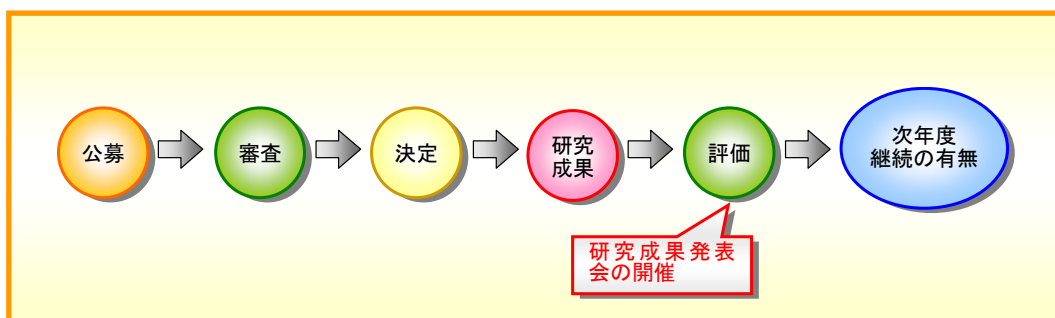 公募
審査
決定
研究
成果
評価
次年度
継続の有無
研究成果発表
会の開催